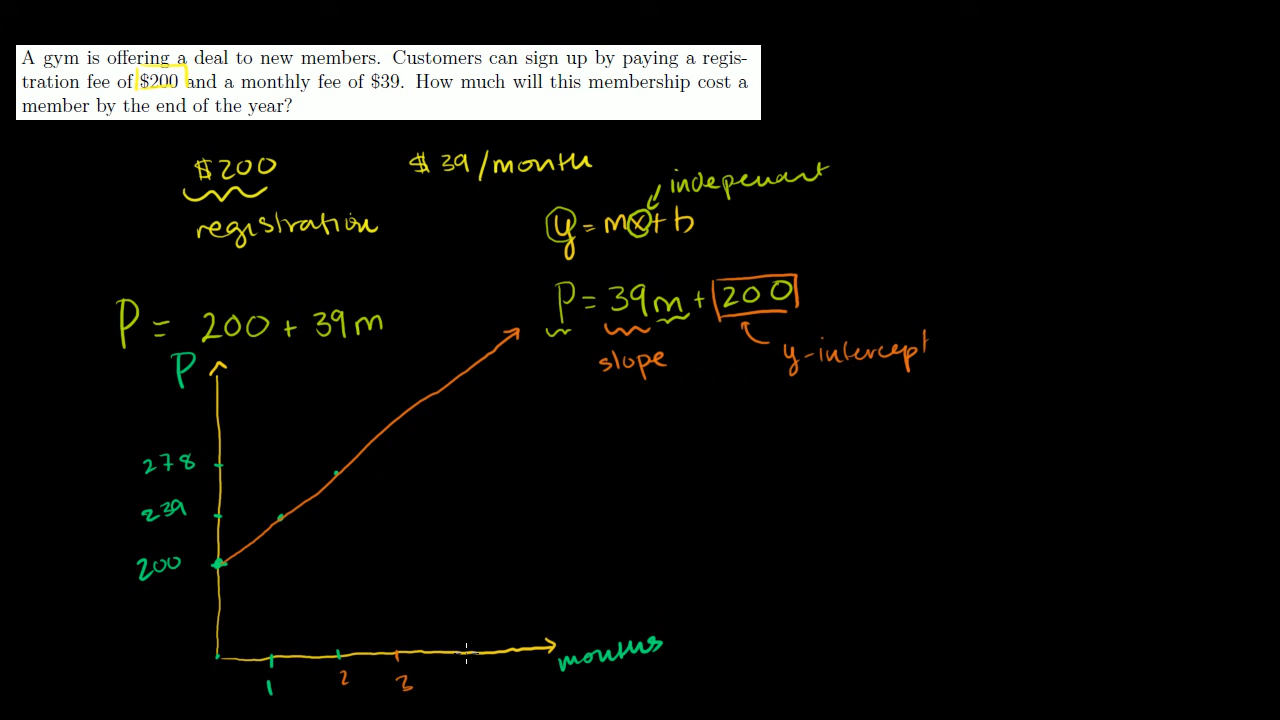 A gym is offering a deal to new members. Customers can sign up by paying a regis-
tration fee of $200 and a monthly fee of $39. How much will this membership cost a
member by the end of the year?
$200
$39/month
registration
independant
y = mx + b
P = 200 + 39m
P = 39m + 200
slope
y-intercept
P
278
239
200
1
2
3
months